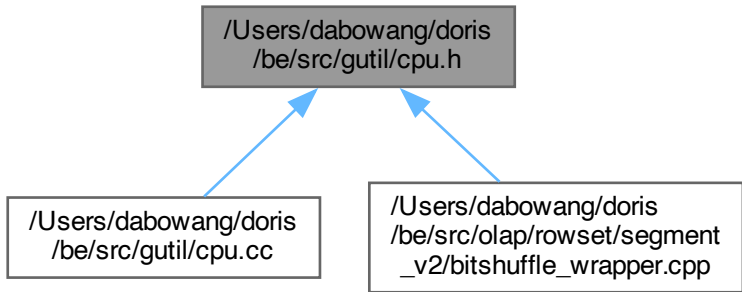 /Users/dabowang/doris
/be/src/gutil/cpu.h
/Users/dabowang/doris
/be/src/gutil/cpu.cc
/Users/dabowang/doris
/be/src/olap/rowset/segment
_v2/bitshuffle_wrapper.cpp